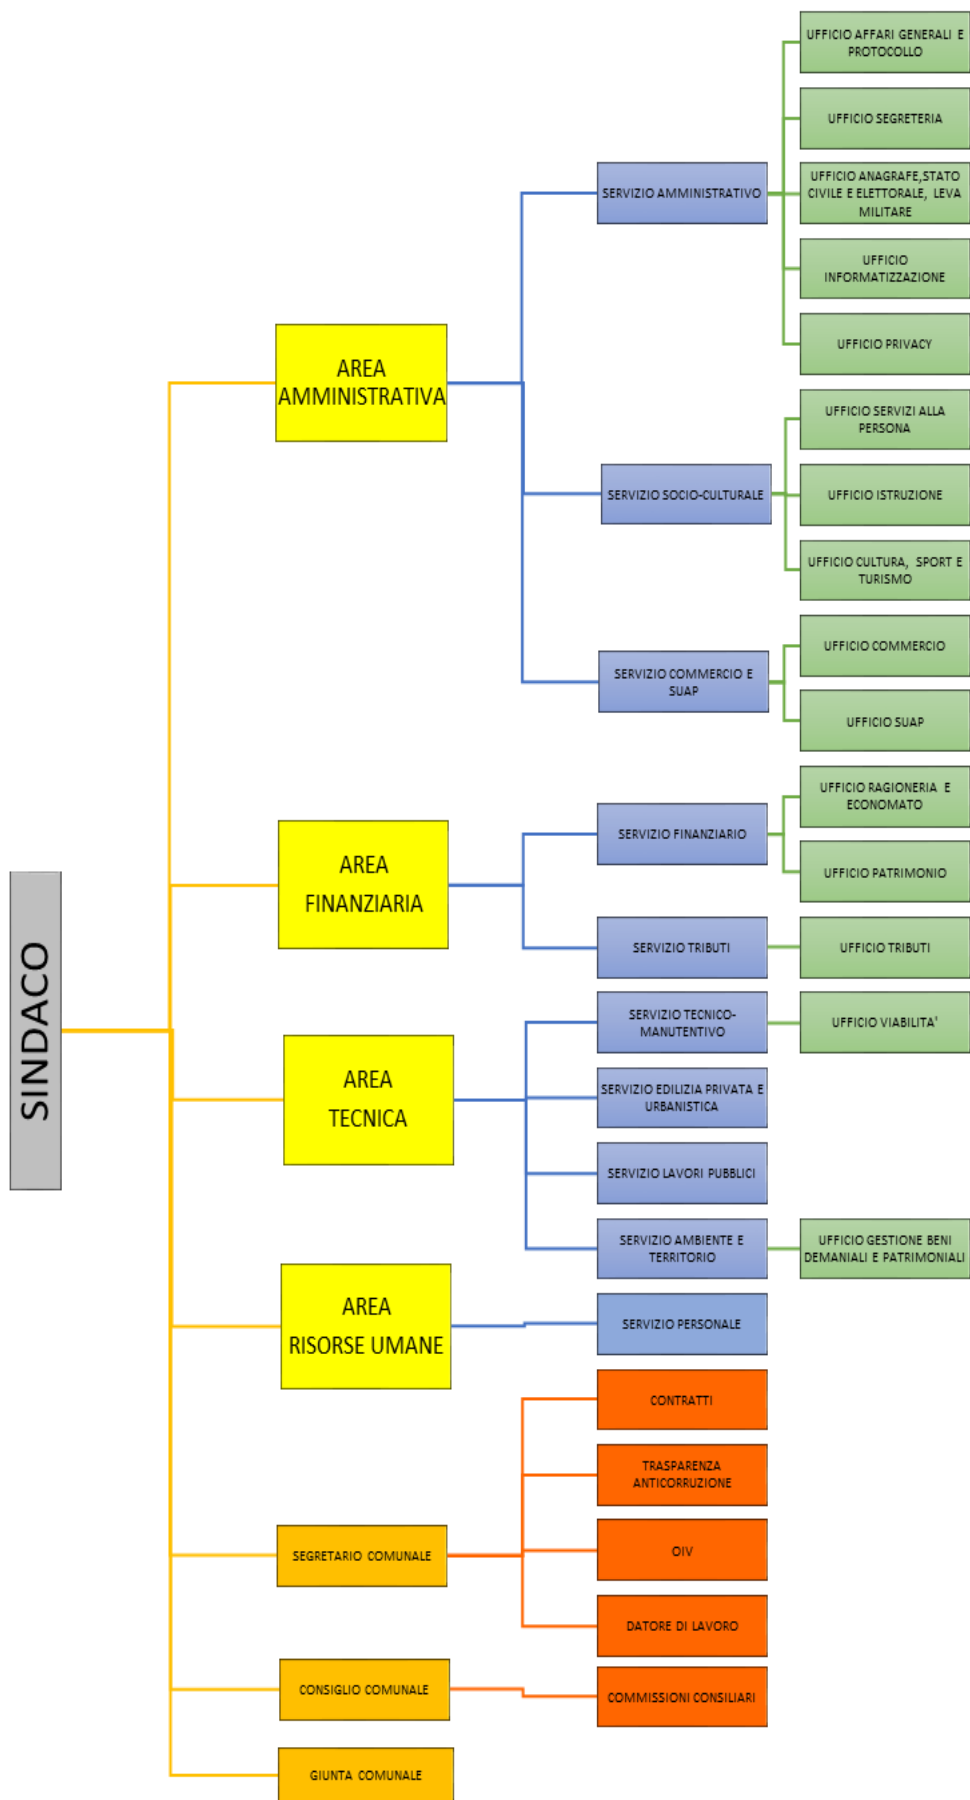 SINDACO
AREA
AMMINISTRATIVA
SERVIZIO AMMINISTRATIVO
UFFICIO AFFARI GENERALI E
PROTOCOLLO
UFFICIO SEGRETERIA
UFFICIO ANAGRAFE,STATO
CIVILE E ELETTORALE, LEVA
MILITARE
UFFICIO
INFORMATIZZAZIONE
UFFICIO PRIVACY
SERVIZIO SOCIO-CULTURALE
UFFICIO SERVIZI ALLA
PERSONA
UFFICIO ISTRUZIONE
UFFICIO CULTURA, SPORT E
TURISMO
SERVIZIO COMMERCIO E
SUAP
UFFICIO COMMERCIO
UFFICIO SUAP
AREA
FINANZIARIA
SERVIZIO FINANZIARIO
UFFICIO RAGIONERIA E
ECONOMATO
UFFICIO PATRIMONIO
SERVIZIO TRIBUTI
UFFICIO TRIBUTI
AREA
TECNICA
SERVIZIO TECNICO-
MANUTENTIVO
UFFICIO VIABILITA'
SERVIZIO EDILIZIA PRIVATA E
URBANISTICA
SERVIZIO LAVORI PUBBLICI
SERVIZIO AMBIENTE E
TERRITORIO
UFFICIO GESTIONE BENI
DEMANIALI E PATRIMONIALI
AREA
RISORSE UMANE
SERVIZIO PERSONALE
SEGRETARIO COMUNALE
CONTRATTI
TRASPARENZA
ANTICORRUZIONE
OIV
DATORE DI LAVORO
CONSIGLIO COMUNALE
COMMISSIONI CONSILIARI
GIUNTA COMUNALE